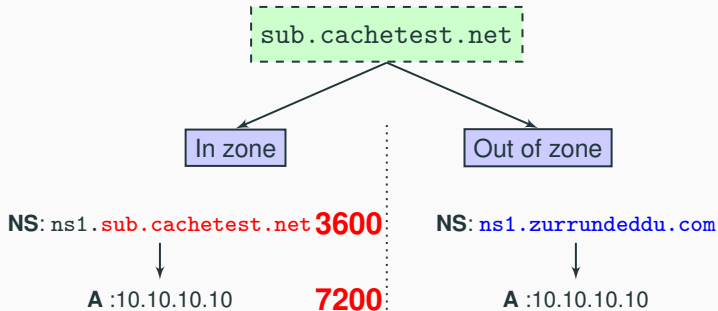 sub.cachetest.net
In zone
Out of zone
NS: ns1.sub.cachetest.net 3600
NS: ns1.zurrundeddu.com
A :10.10.10.10 7200
A :10.10.10.10